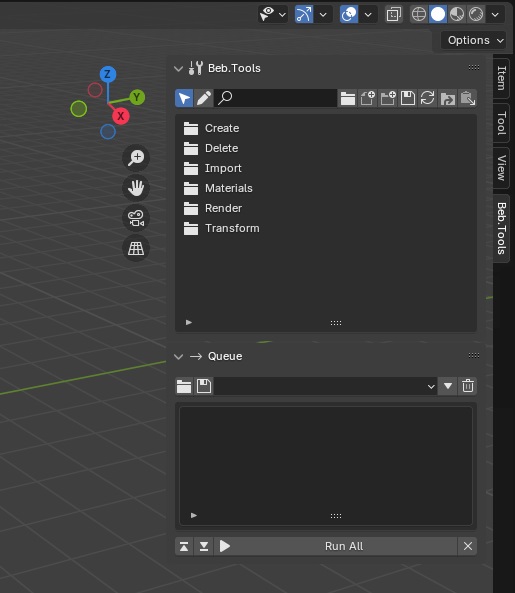 Options
Z
Y
X
Beb.Tools
Create
Delete
Import
Materials
Render
Transform
Queue
Run All
Item
Tool
View
Beb.Tools